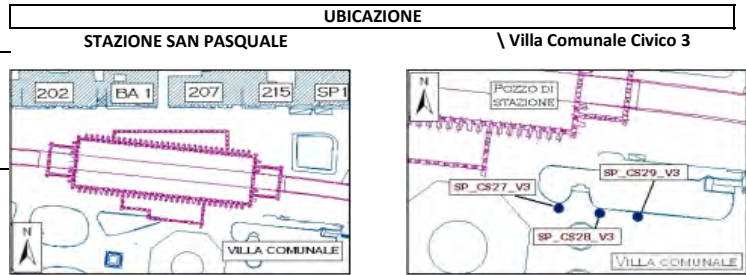 UBICAZIONE
STAZIONE SAN PASQUALE
\ Villa Comunale Civico 3
202
BA 1
207
215
SP1
N
VILLA COMUNALE
N
POZZO DI
STAZIONE
SP_CS27_V3
SP_CS29_V3
SP_CS28_V3
VILLA COMUNALE